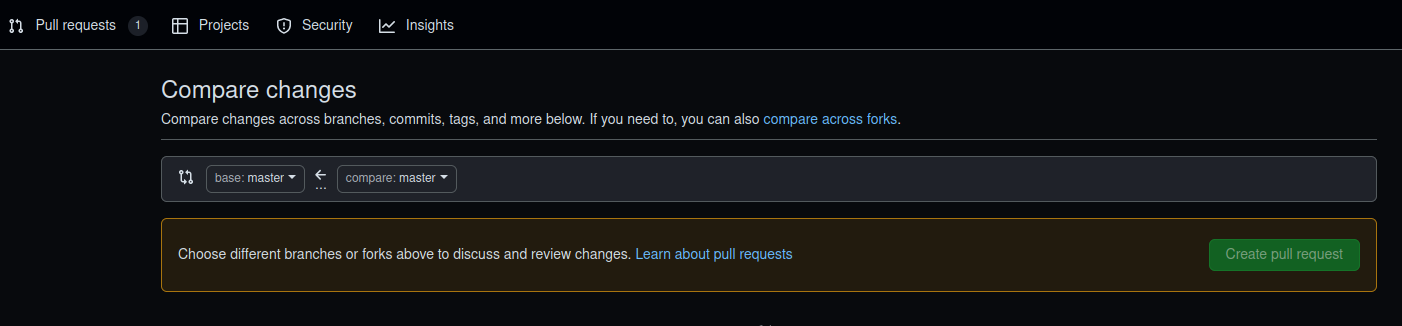 Pull requests 1 Projects Security Insights
Compare changes
Compare changes across branches, commits, tags, and more below. If you need to, you can also compare across forks.
base: master ... compare: master
Choose different branches or forks above to discuss and review changes. Learn about pull requests Create pull request